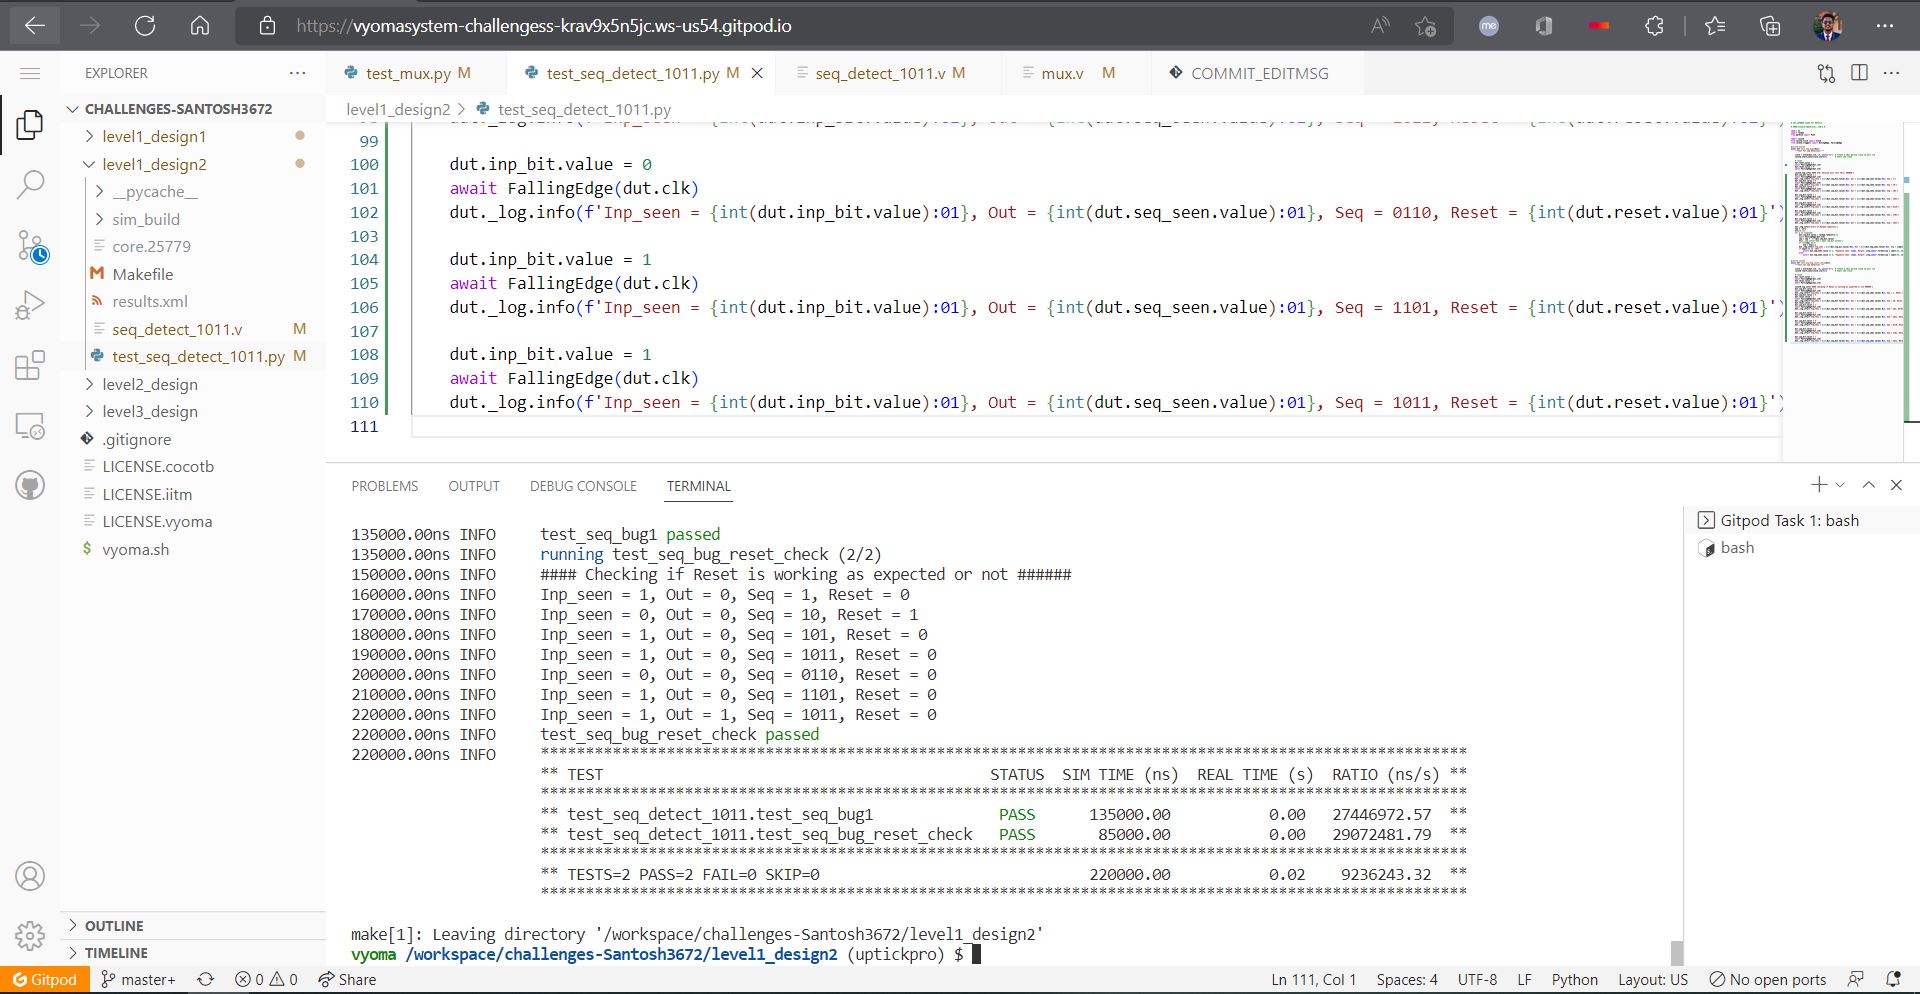 https://vyomasystem-challengess-krav9x5n5jc.ws-us54.gitpod.io
me
EXPLORER
CHALLENGES-SANTOSH3672
level1_design1
level1_design2
__pycache__
sim_build
core.25779
Makefile
results.xml
seq_detect_1011.v M
test_seq_detect_1011.py M
level2_design
level3_design
.gitignore
LICENSE.cocotb
LICENSE.iitm
LICENSE.vyoma
vyoma.sh
OUTLINE
TIMELINE
test_mux.py M
test_seq_detect_1011.py M
seq_detect_1011.v M
mux.v M
COMMIT_EDITMSG
level1_design2 > test_seq_detect_1011.py
99
100 dut.inp_bit.value = 0
101 await FallingEdge(dut.clk)
102 dut._log.info(f'Inp_seen = {int(dut.inp_bit.value):01}, Out = {int(dut.seq_seen.value):01}, Seq = 0110, Reset = {int(dut.reset.value):01}')
103
104 dut.inp_bit.value = 1
105 await FallingEdge(dut.clk)
106 dut._log.info(f'Inp_seen = {int(dut.inp_bit.value):01}, Out = {int(dut.seq_seen.value):01}, Seq = 1101, Reset = {int(dut.reset.value):01}')
107
108 dut.inp_bit.value = 1
109 await FallingEdge(dut.clk)
110 dut._log.info(f'Inp_seen = {int(dut.inp_bit.value):01}, Out = {int(dut.seq_seen.value):01}, Seq = 1011, Reset = {int(dut.reset.value):01}')
111
PROBLEMS OUTPUT DEBUG CONSOLE TERMINAL
Gitpod Task 1: bash
bash
135000.00ns INFO test_seq_bug1 passed
135000.00ns INFO running test_seq_bug_reset_check (2/2)
150000.00ns INFO #### Checking if Reset is working as expected or not ######
160000.00ns INFO Inp_seen = 1, Out = 0, Seq = 1, Reset = 0
170000.00ns INFO Inp_seen = 0, Out = 0, Seq = 10, Reset = 1
180000.00ns INFO Inp_seen = 1, Out = 0, Seq = 101, Reset = 0
190000.00ns INFO Inp_seen = 1, Out = 0, Seq = 1011, Reset = 0
200000.00ns INFO Inp_seen = 0, Out = 0, Seq = 0110, Reset = 0
210000.00ns INFO Inp_seen = 1, Out = 0, Seq = 1101, Reset = 0
220000.00ns INFO Inp_seen = 1, Out = 1, Seq = 1011, Reset = 0
220000.00ns INFO test_seq_bug_reset_check passed
220000.00ns INFO *******************************************************************************************************
** TEST STATUS SIM TIME (ns) REAL TIME (s) RATIO (ns/s) **
*******************************************************************************************************
** test_seq_detect_1011.test_seq_bug1 PASS 135000.00 0.00 27446972.57 **
** test_seq_detect_1011.test_seq_bug_reset_check PASS 85000.00 0.00 29072481.79 **
*******************************************************************************************************
** TESTS=2 PASS=2 FAIL=0 SKIP=0 220000.00 0.02 9236243.32 **
*******************************************************************************************************
make[1]: Leaving directory '/workspace/challenges-Santosh3672/level1_design2'
vyoma /workspace/challenges-Santosh3672/level1_design2 (uptickpro) $
Gitpod master+ 0 0 Share Ln 111, Col 1 Spaces: 4 UTF-8 LF Python Layout: US No open ports